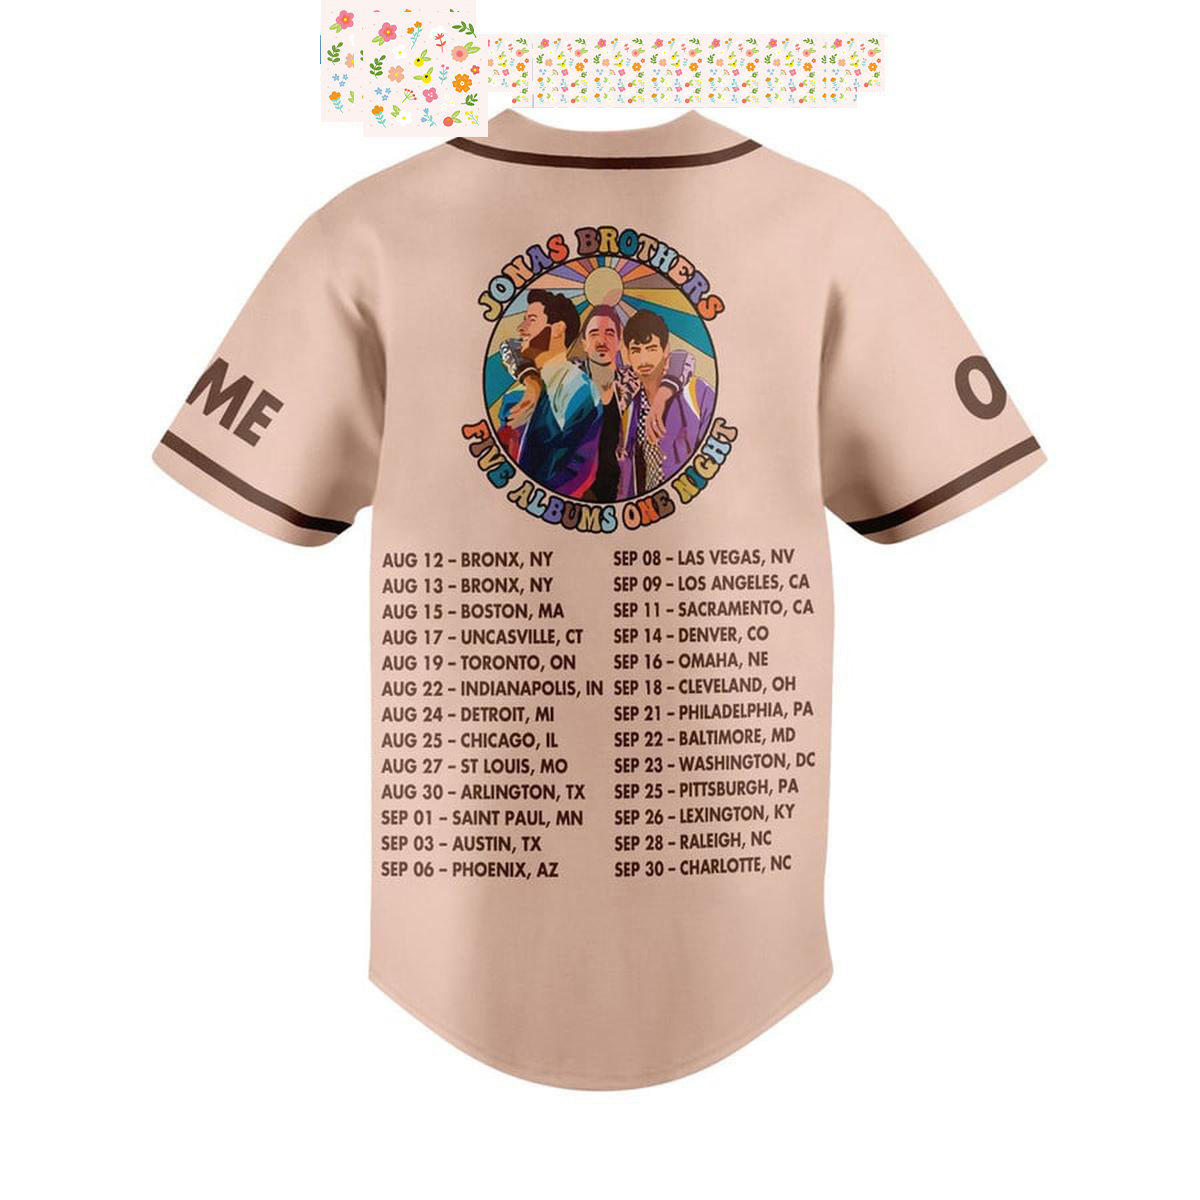 JONAS BROTHERS
FIVE ALBUMS ONE NIGHT
ME
O
AUG 12 – BRONX, NY
AUG 13 – BRONX, NY
AUG 15 – BOSTON, MA
AUG 17 – UNCASVILLE, CT
AUG 19 – TORONTO, ON
AUG 22 – INDIANAPOLIS, IN
AUG 24 – DETROIT, MI
AUG 25 – CHICAGO, IL
AUG 27 – ST LOUIS, MO
AUG 30 – ARLINGTON, TX
SEP 01 – SAINT PAUL, MN
SEP 03 – AUSTIN, TX
SEP 06 – PHOENIX, AZ
SEP 08 – LAS VEGAS, NV
SEP 09 – LOS ANGELES, CA
SEP 11 – SACRAMENTO, CA
SEP 14 – DENVER, CO
SEP 16 – OMAHA, NE
SEP 18 – CLEVELAND, OH
SEP 21 – PHILADELPHIA, PA
SEP 22 – BALTIMORE, MD
SEP 23 – WASHINGTON, DC
SEP 25 – PITTSBURGH, PA
SEP 26 – LEXINGTON, KY
SEP 28 – RALEIGH, NC
SEP 30 – CHARLOTTE, NC